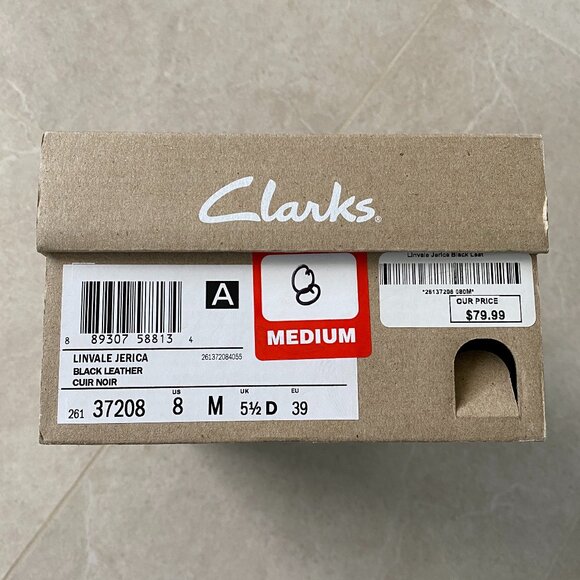 Clarks®
Linvale Jerica Black Leat
*26137208 080M*
OUR PRICE
$79.99
A
MEDIUM
8 89307 58813 4
LINVALE JERICA 261372084055
BLACK LEATHER
CUIR NOIR
US UK EU
261 37208 8 M 5½ D 39